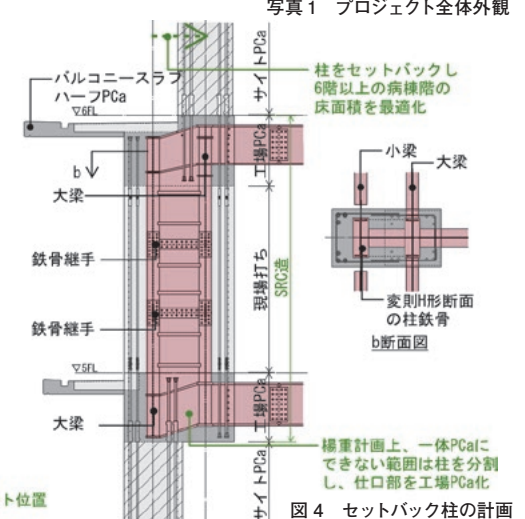 写真1 プロジェクト全体外観
バルコニースラブ
ハーフPCa
▽6FL
サイトPCa
柱をセットバックし
6階以上の病棟階の
床面積を最適化
b
工場PCa
大梁
小梁
大梁
鉄骨継手
現場打ち
SRC造
鉄骨継手
変則H形断面
の柱鉄骨
b断面図
▽5FL
大梁
工場PCa
サイトPCa
揚重計画上、一体PCaに
できない範囲は柱を分割
し、仕口部を工場PCa化
ト位置
図4 セットバック柱の計画